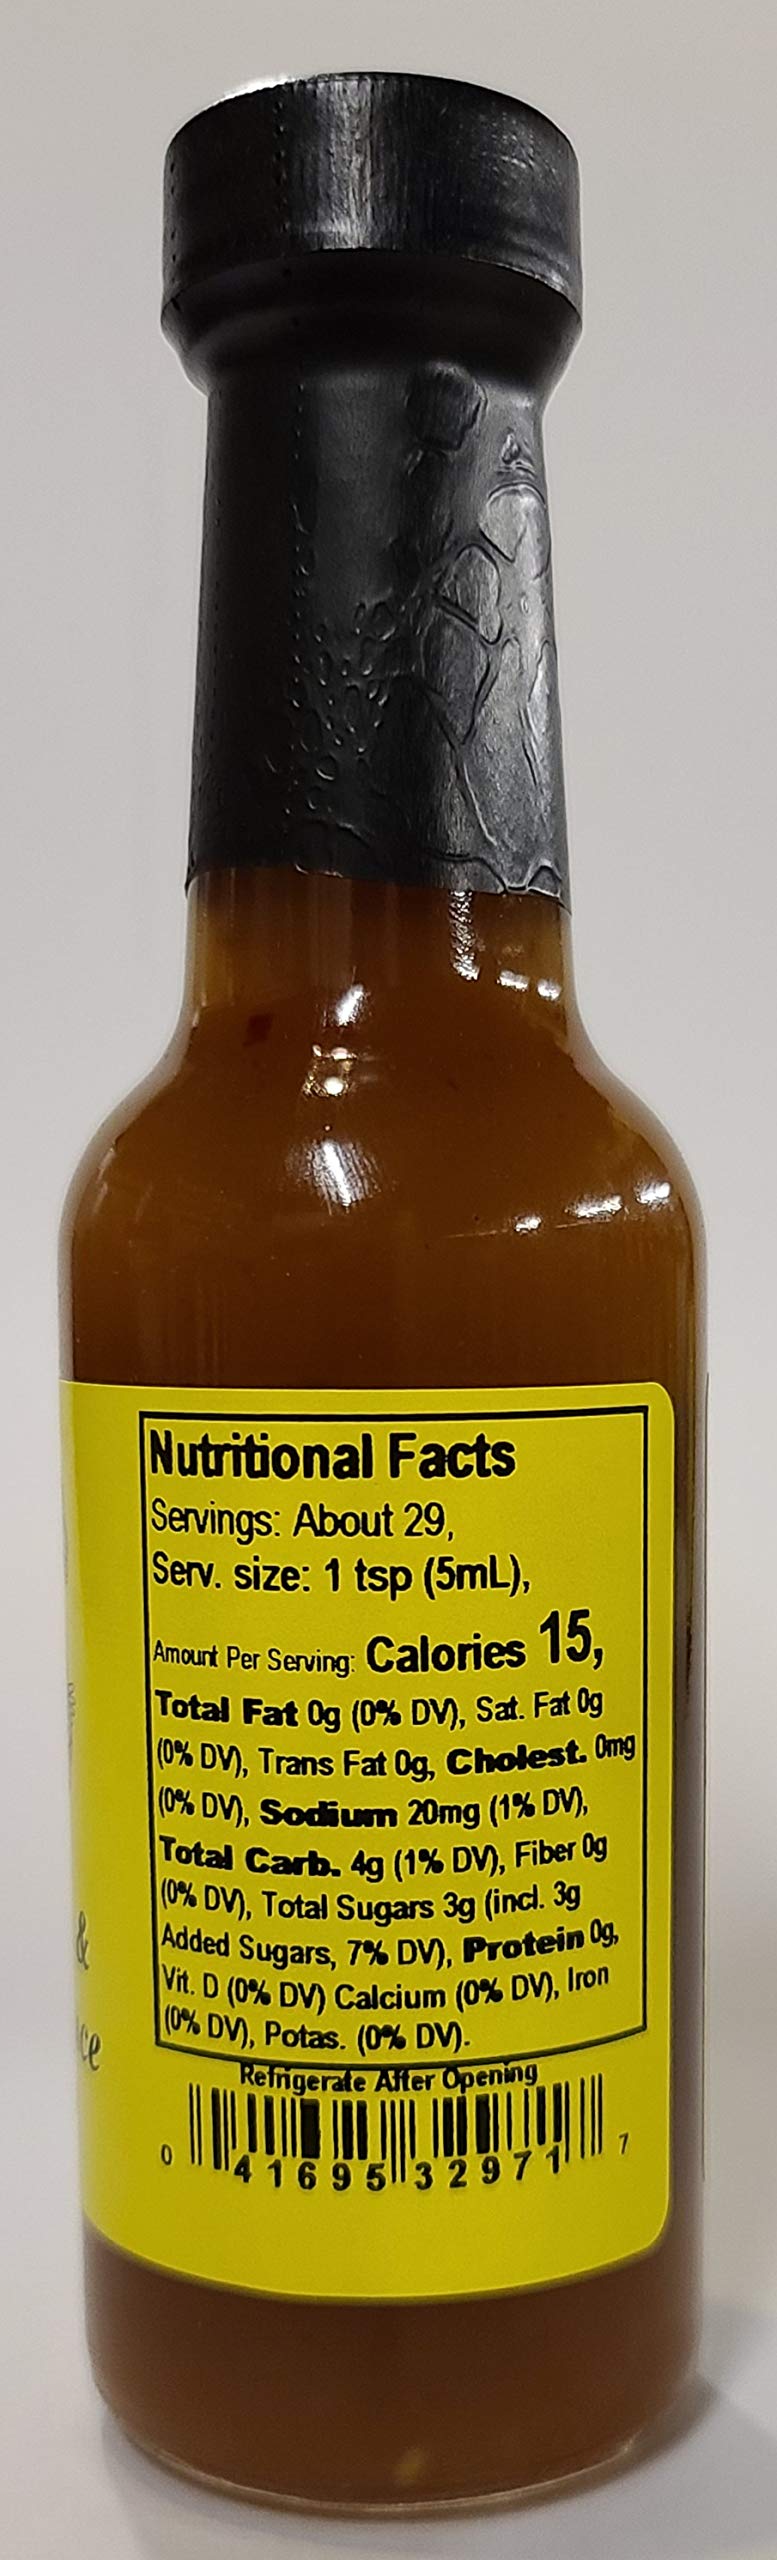 Nutritional Facts
Servings: About 29,
Serv. size: 1 tsp (5mL),
Amount Per Serving: Calories 15,
Total Fat 0g (0% DV), Sat. Fat 0g
(0% DV), Trans Fat 0g, Cholest. 0mg
(0% DV), Sodium 20mg (1% DV),
Total Carb. 4g (1% DV), Fiber 0g
(0% DV), Total Sugars 3g (incl. 3g
Added Sugars, 7% DV), Protein 0g,
Vit. D (0% DV) Calcium (0% DV), Iron
(0% DV), Potas. (0% DV).
&
Refrigerate After Opening
0 41695 32971 7